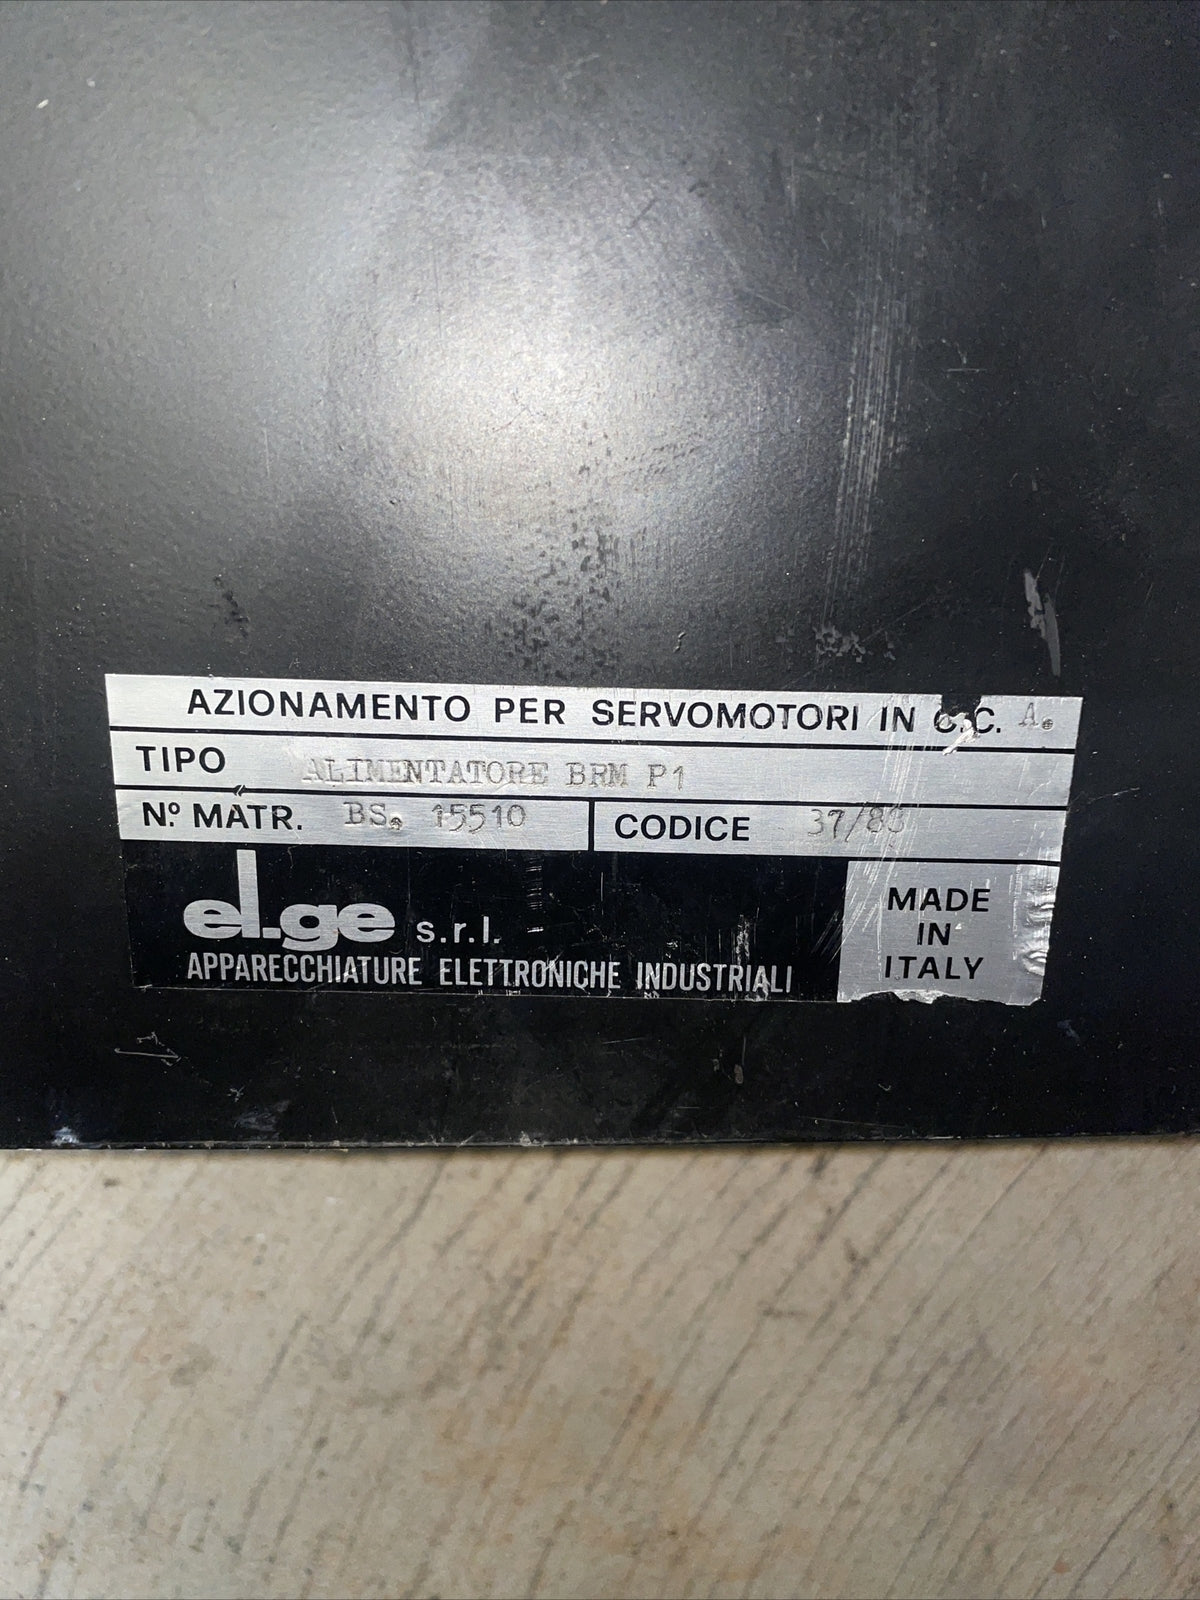 AZIONAMENTO PER SERVOMOTORI IN C.C. A.
TIPO ALIMENTATORE BRM P1
N.º MATR. BS. 15510 CODICE
el.ge s.r.l.
APPARECCHIATURE ELETTRONICHE INDUSTRIALI
MADE
IN
ITALY